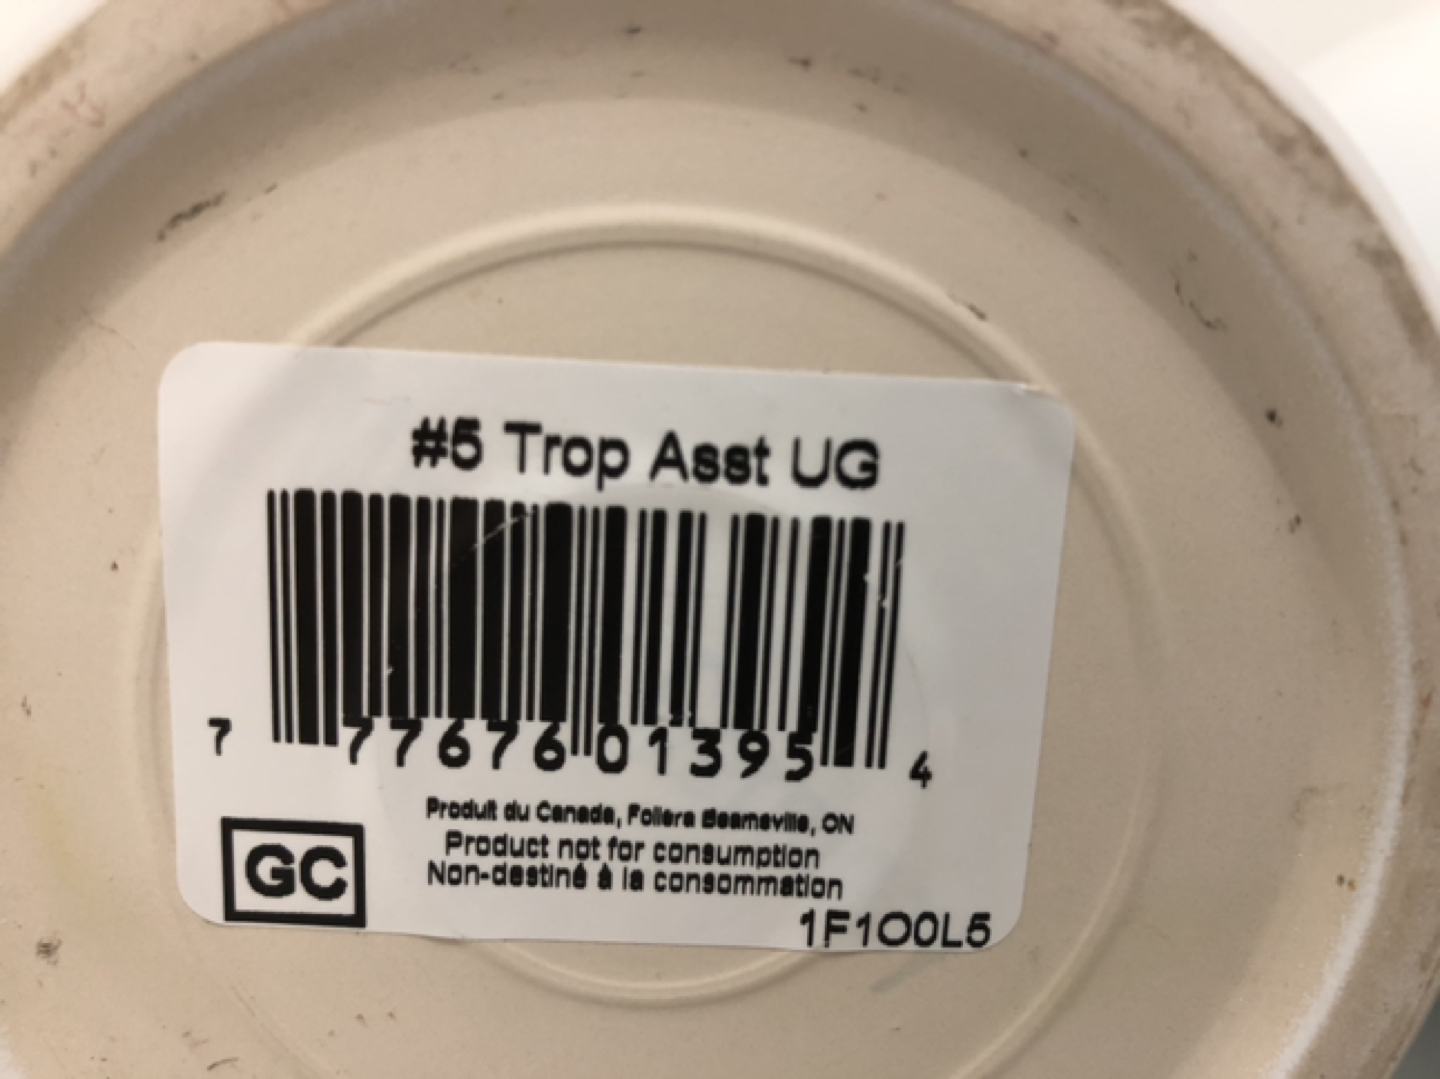 #5 Trop Asst UG
7 77676 01395 4
Produit du Canada, Foliera Beamsville, ON
Product not for consumption
Non-destiné à la consommation
GC
1F1O0L5